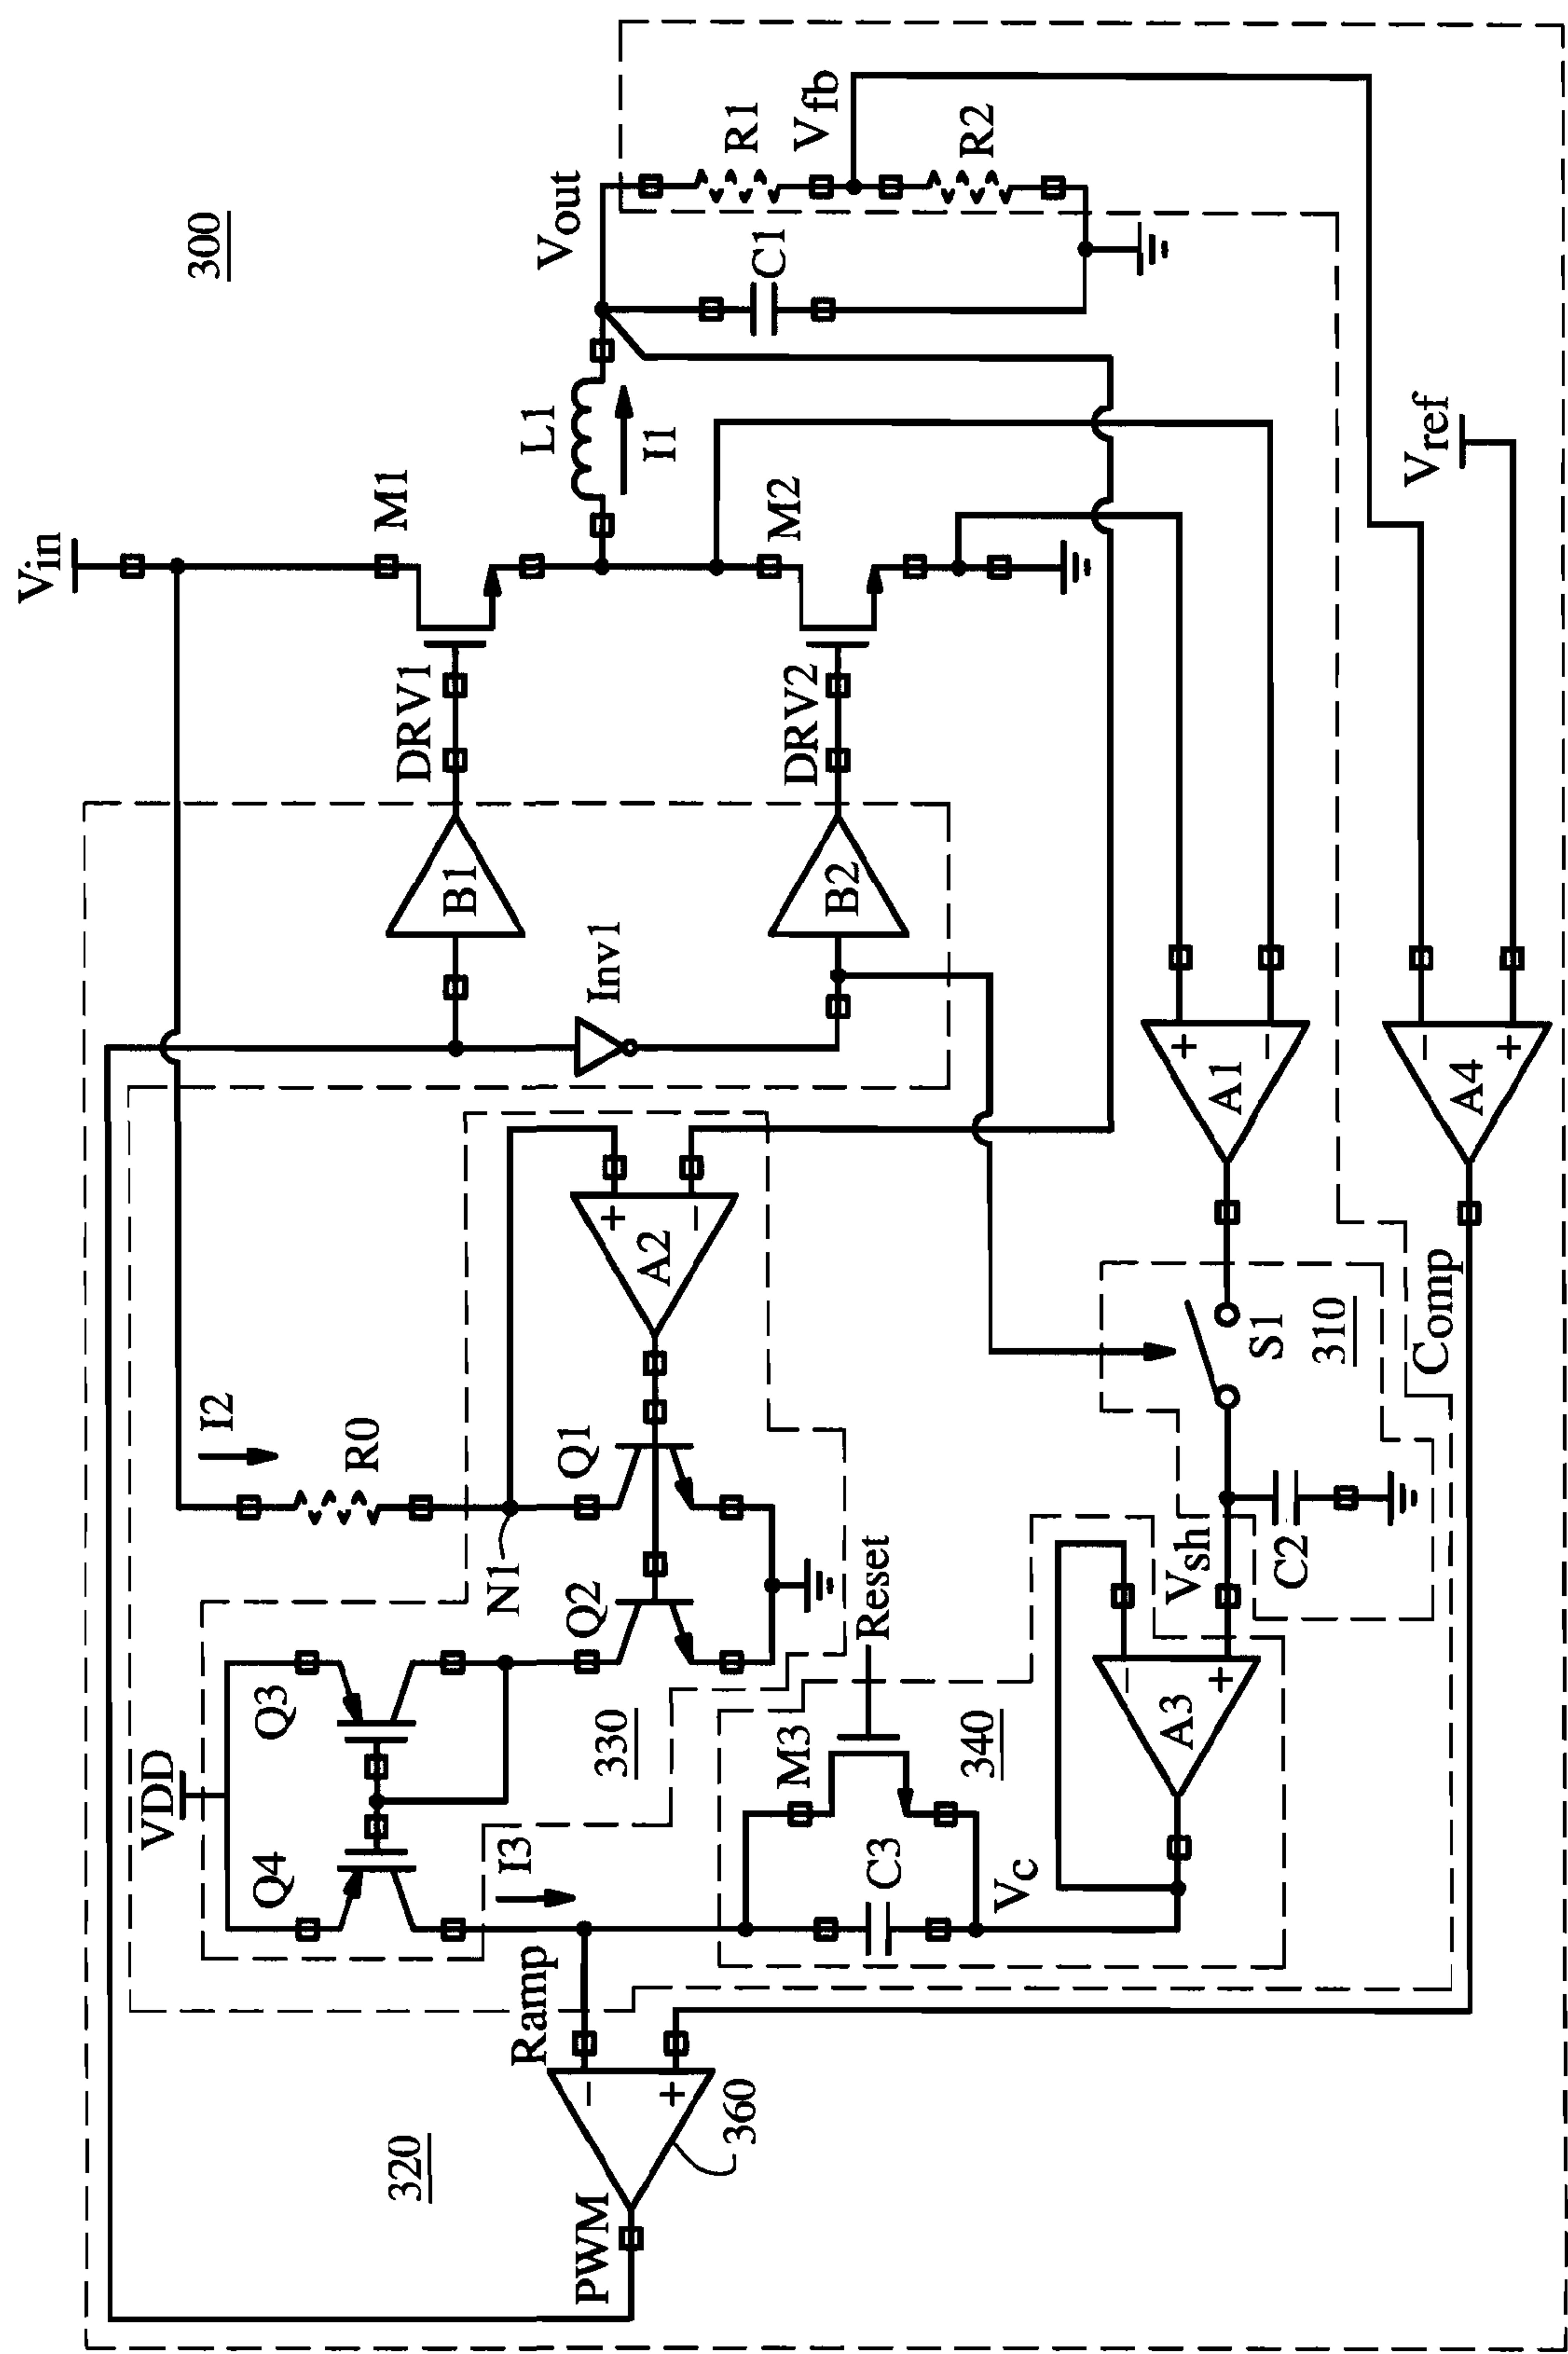 300
Vin
M1
L1
I1
Vout
C1
R1
Vfb
R2
M2
DRV1
DRV2
B1
B2
Inv1
Vref
I2
R0
N1
A2
+
−
Q1
Q2
Q3
Q4
VDD
330
I3
Ramp
M3
Reset
340
C3
Vc
A3
−
+
Vsh
C2
S1
310
A1
+
−
A4
−
+
Comp
360
−
+
PWM
320